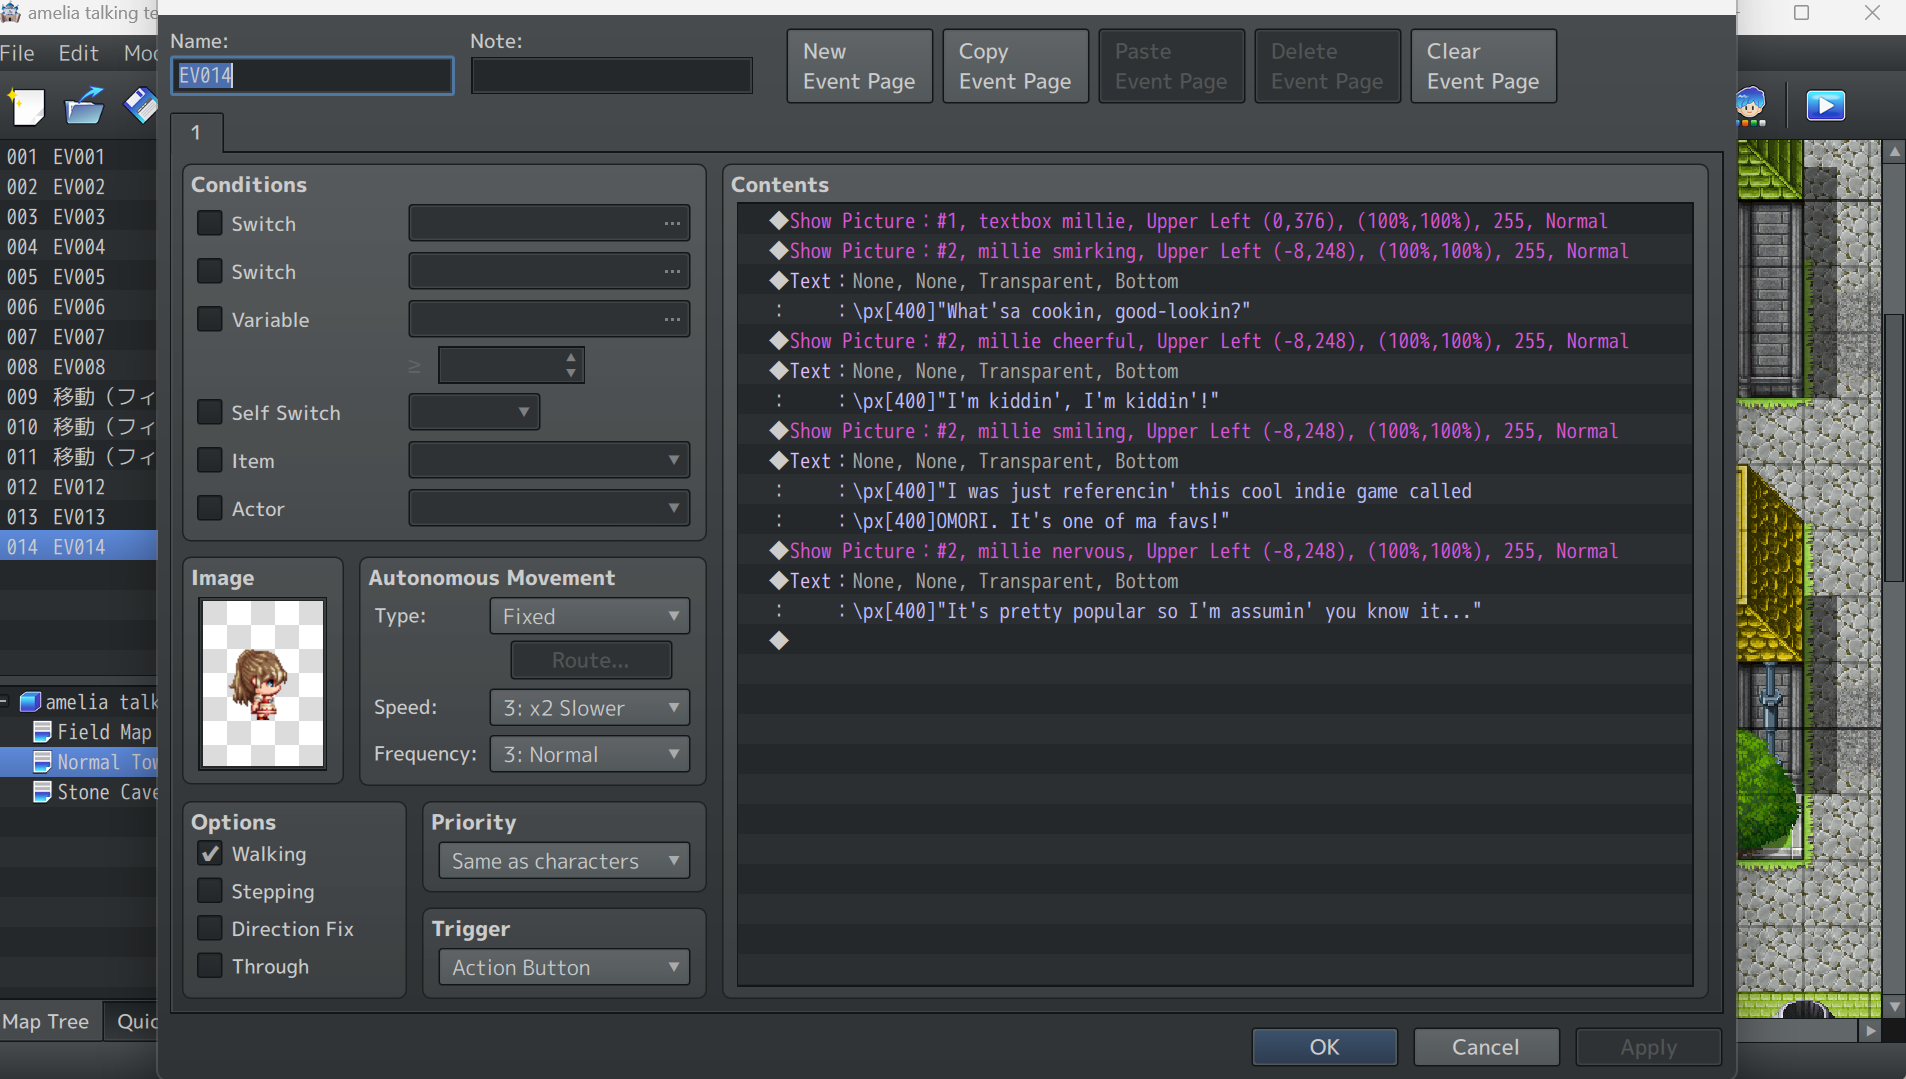 amelia talking te
File Edit Mod
Name:
Note:
EV014
New
Event Page
Copy
Event Page
Paste
Event Page
Delete
Event Page
Clear
Event Page
1
001 EV001
002 EV002
003 EV003
004 EV004
005 EV005
006 EV006
007 EV007
008 EV008
009 移動（フィ
010 移動（フィ
011 移動（フィ
012 EV012
013 EV013
014 EV014
amelia talk
Field Map
Normal Tow
Stone Cave
Map Tree Quic
Conditions
Switch ...
Switch ...
Variable ...
≥
Self Switch
Item
Actor
Image
Autonomous Movement
Type: Fixed
Route...
Speed: 3: x2 Slower
Frequency: 3: Normal
Options
Walking
Stepping
Direction Fix
Through
Priority
Same as characters
Trigger
Action Button
Contents
◆Show Picture：#1, textbox millie, Upper Left (0,376), (100%,100%), 255, Normal
◆Show Picture：#2, millie smirking, Upper Left (-8,248), (100%,100%), 255, Normal
◆Text：None, None, Transparent, Bottom
：　　：\px[400]"What'sa cookin, good-lookin?"
◆Show Picture：#2, millie cheerful, Upper Left (-8,248), (100%,100%), 255, Normal
◆Text：None, None, Transparent, Bottom
：　　：\px[400]"I'm kiddin', I'm kiddin'!"
◆Show Picture：#2, millie smiling, Upper Left (-8,248), (100%,100%), 255, Normal
◆Text：None, None, Transparent, Bottom
：　　：\px[400]"I was just referencin' this cool indie game called
：　　：\px[400]OMORI. It's one of ma favs!"
◆Show Picture：#2, millie nervous, Upper Left (-8,248), (100%,100%), 255, Normal
◆Text：None, None, Transparent, Bottom
：　　：\px[400]"It's pretty popular so I'm assumin' you know it..."
◆
OK
Cancel
Apply